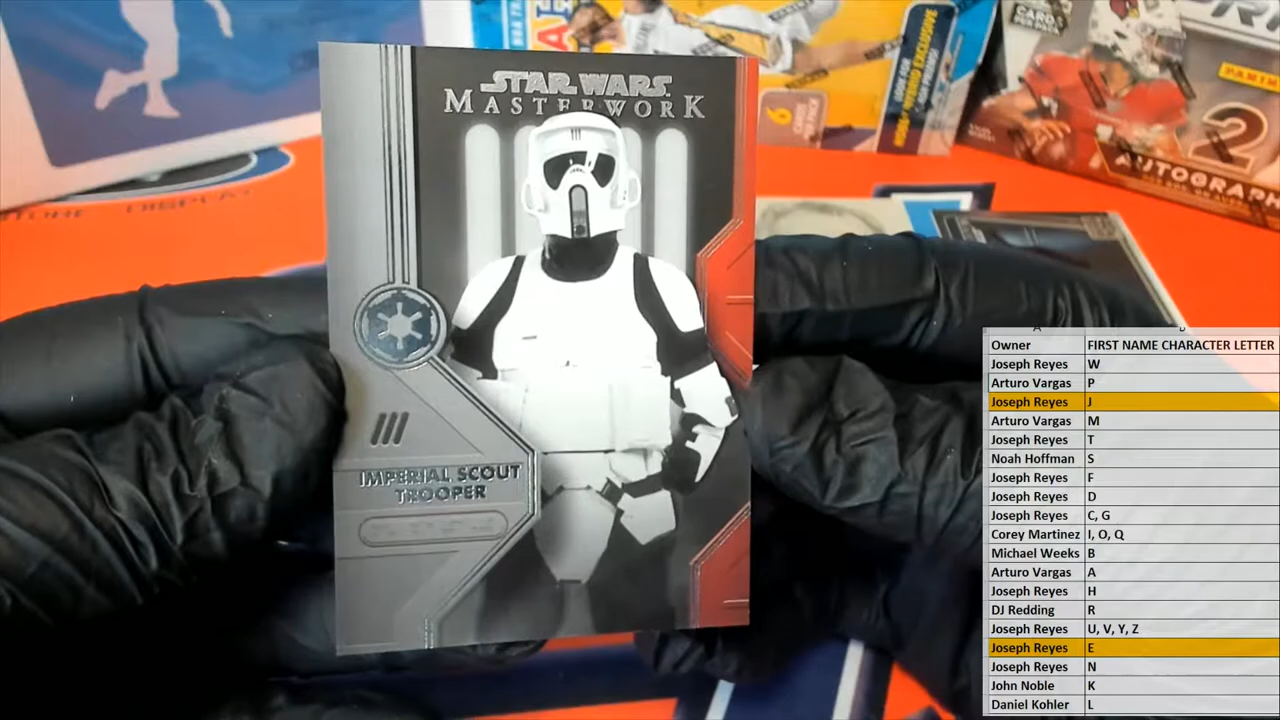 STAR WARS
MASTERWORK
IMPERIAL SCOUT
TROOPER
AUTOGRAPH
2
6
A
Owner FIRST NAME CHARACTER LETTER
Joseph Reyes W
Arturo Vargas P
Joseph Reyes J
Arturo Vargas M
Joseph Reyes T
Noah Hoffman S
Joseph Reyes F
Joseph Reyes D
Joseph Reyes C, G
Corey Martinez I, O, Q
Michael Weeks B
Arturo Vargas A
Joseph Reyes H
DJ Redding R
Joseph Reyes U, V, Y, Z
Joseph Reyes E
Joseph Reyes N
John Noble K
Daniel Kohler L